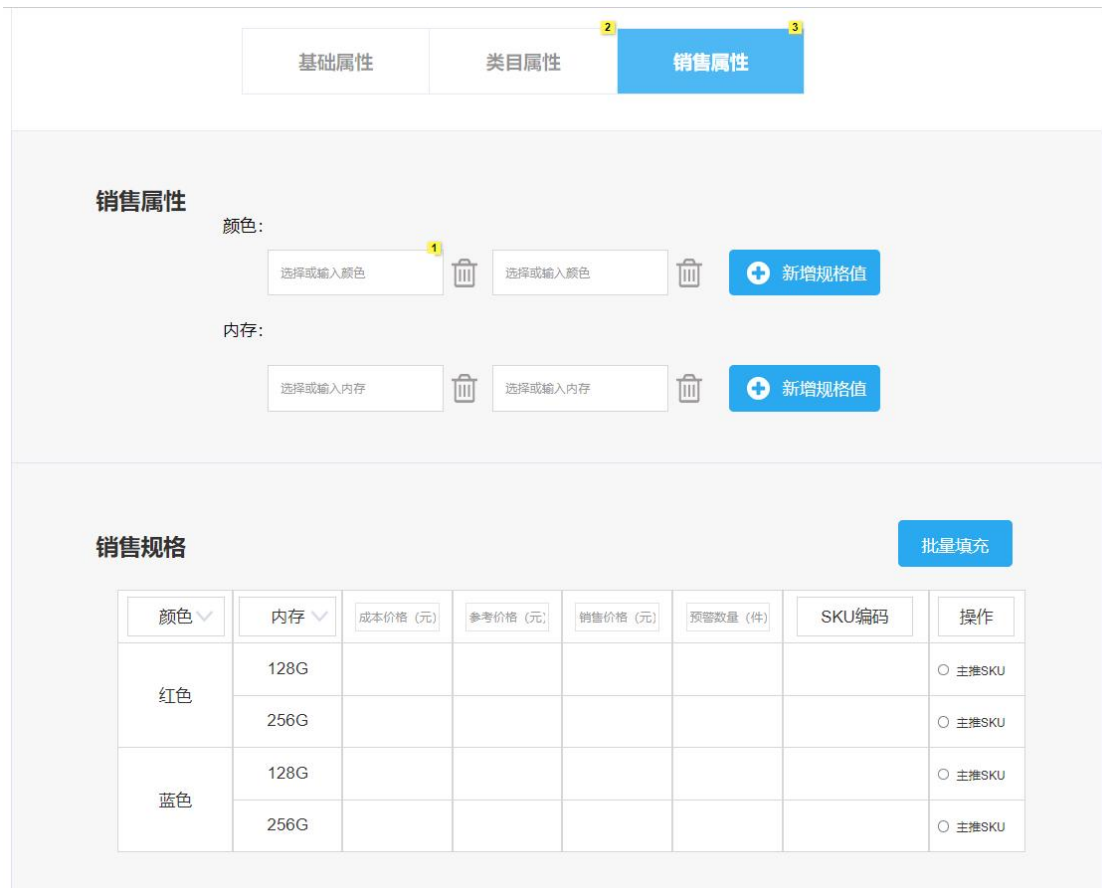 2 3
基础属性 类目属性 销售属性
销售属性
颜色：
1
选择或输入颜色 选择或输入颜色 新增规格值
内存：
选择或输入内存 选择或输入内存 新增规格值
销售规格 批量填充
颜色 内存 成本价格（元） 参考价格（元） 销售价格（元） 预警数量（件） SKU编码 操作
红色 128G 主推SKU
256G 主推SKU
蓝色 128G 主推SKU
256G 主推SKU